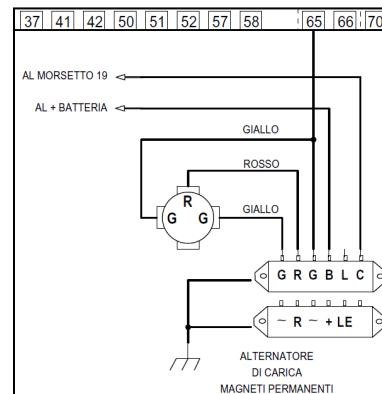 37 41 42 50 51 52 57 58 65 66 70
AL MORSETTO 19
AL + BATTERIA
GIALLO
ROSSO
R
G G
GIALLO
G R G B L C
~ R ~ + LE
ALTERNATORE
DI CARICA
MAGNETI PERMANENTI